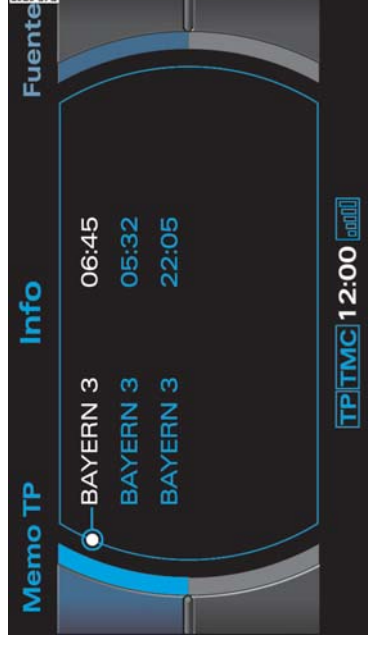 Memo TP Info Fuente
BAYERN 3 06:45
BAYERN 3 05:32
BAYERN 3 22:05
TP TMC 12:00